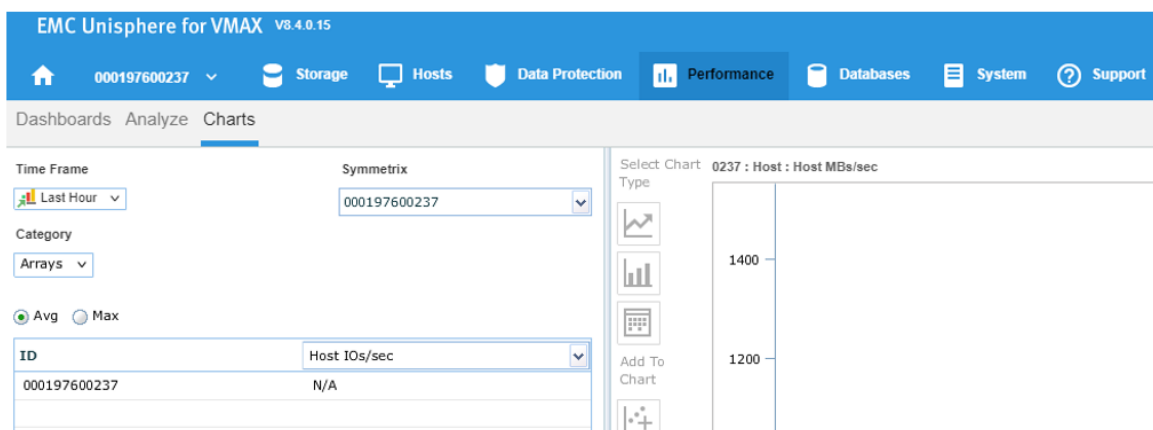 EMC Unisphere for VMAX V8.4.0.15
000197600237 Storage Hosts Data Protection Performance Databases System Support
Dashboards Analyze Charts
Time Frame Symmetrix
Last Hour 000197600237
Category
Arrays
Avg Max
ID Host IOs/sec
000197600237 N/A
Select Chart
Type
Add To
Chart
0237 : Host : Host MBs/sec
1400
1200